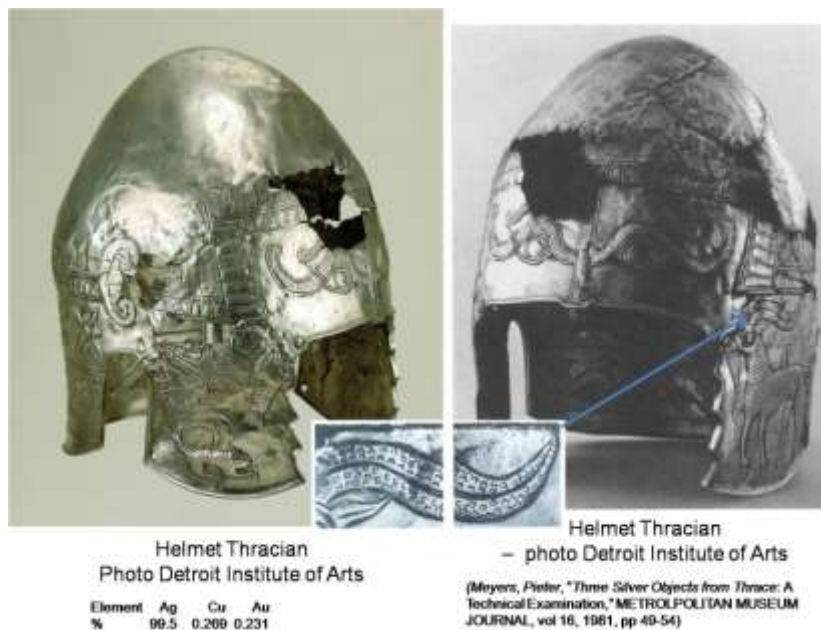 Helmet Thracian
Photo Detroit Institute of Arts
Element Ag Cu Au
% 99.5 0.269 0.231
Helmet Thracian
– photo Detroit Institute of Arts
(Meyers, Pieter, "Three Silver Objects from Thrace: A
Technical Examination," METROLPOLITAN MUSEUM
JOURNAL, vol 16, 1981, pp 49-54)